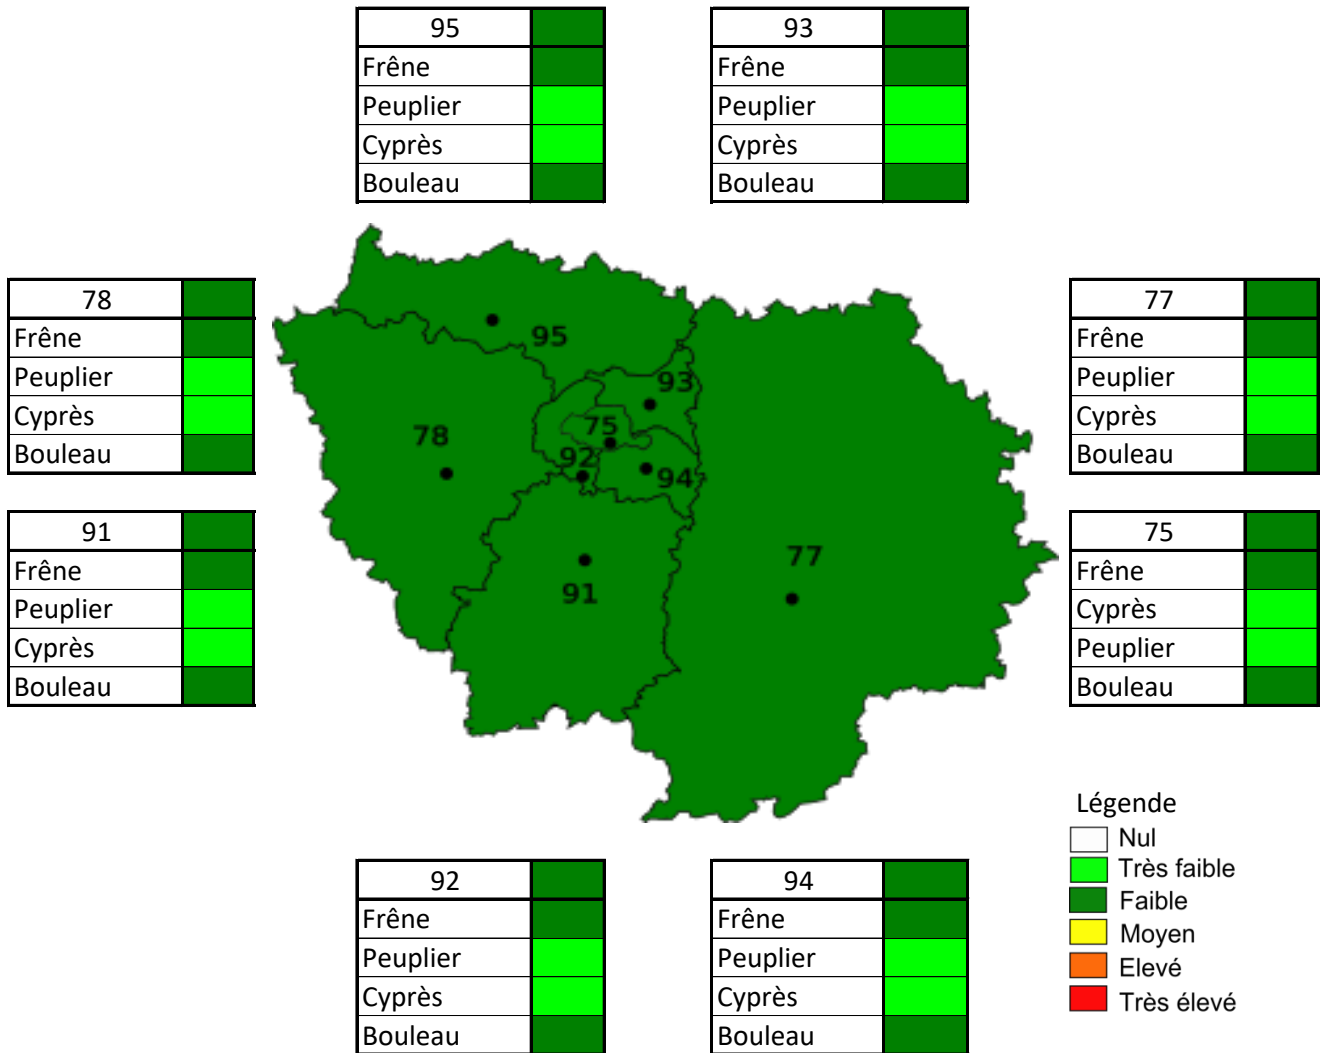 95
Frêne
Peuplier
Cyprès
Bouleau
93
Frêne
Peuplier
Cyprès
Bouleau
78
Frêne
Peuplier
Cyprès
Bouleau
91
Frêne
Peuplier
Cyprès
Bouleau
95
93
75
78
92
94
77
91
77
Frêne
Peuplier
Cyprès
Bouleau
75
Frêne
Cyprès
Peuplier
Bouleau
92
Frêne
Peuplier
Cyprès
Bouleau
94
Frêne
Peuplier
Cyprès
Bouleau
Légende
Nul
Très faible
Faible
Moyen
Elevé
Très élevé